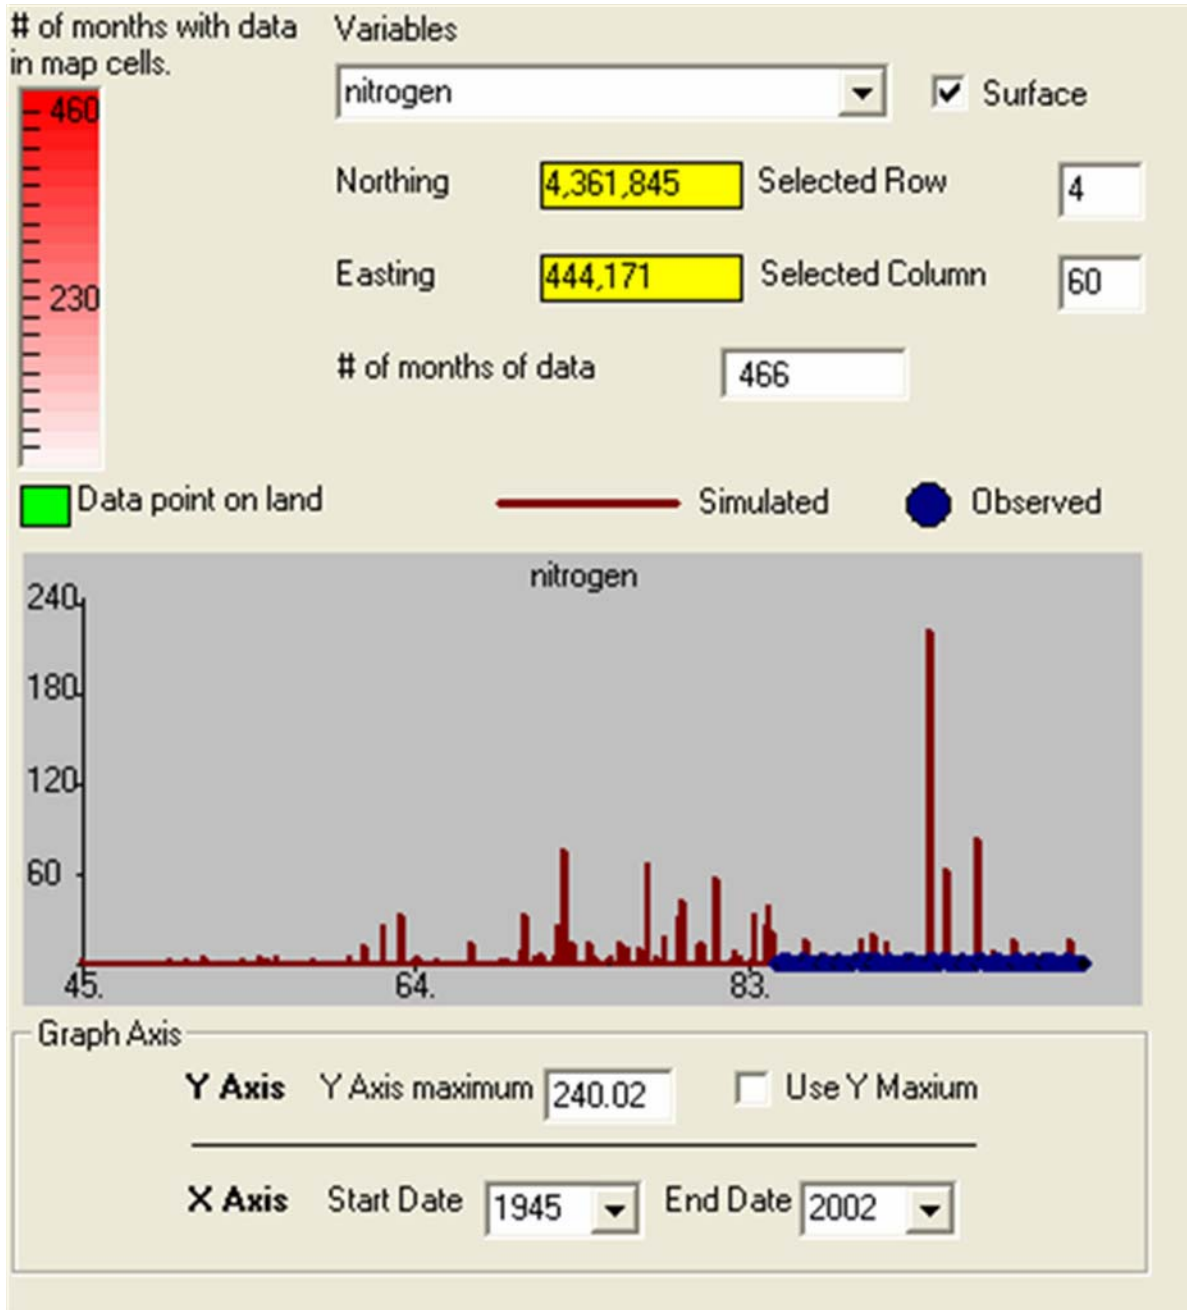 # of months with data
in map cells.
Variables
nitrogen
Surface
460
230
Northing
4,361,845
Selected Row
4
Easting
444,171
Selected Column
60
# of months of data
466
Data point on land
Simulated
Observed
nitrogen
240.
180.
120.
60
45.
64.
83.
Graph Axis
Y Axis
Y Axis maximum
240.02
Use Y Maxium
X Axis
Start Date
1945
End Date
2002